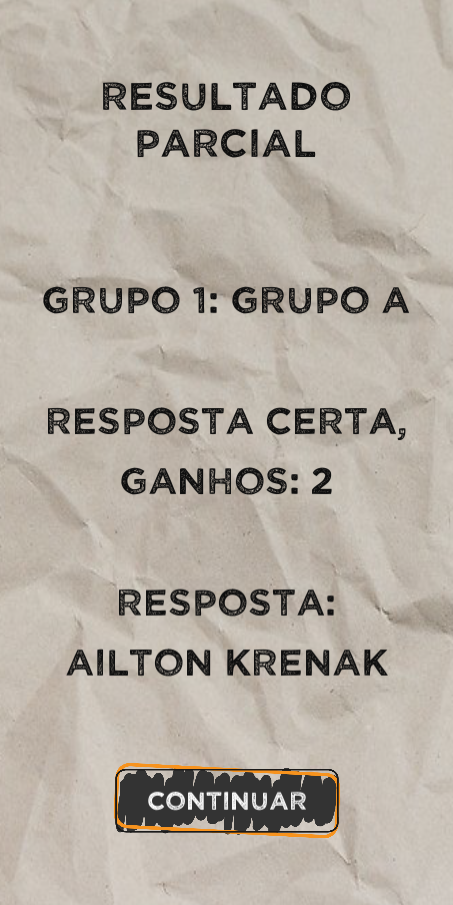 RESULTADO
PARCIAL
GRUPO 1: GRUPO A
RESPOSTA CERTA,
GANHOS: 2
RESPOSTA:
AILTON KRENAK
CONTINUAR